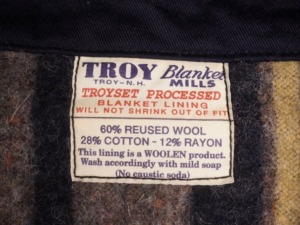 TROY Blanket
TROY-N.H. MILLS
TROYSET PROCESSED
BLANKET LINING
WILL NOT SHRINK OUT OF FIT
60% REUSED WOOL
28% COTTON - 12% RAYON
This lining is a WOOLEN product.
Wash accordingly with mild soap
(No caustic soda)